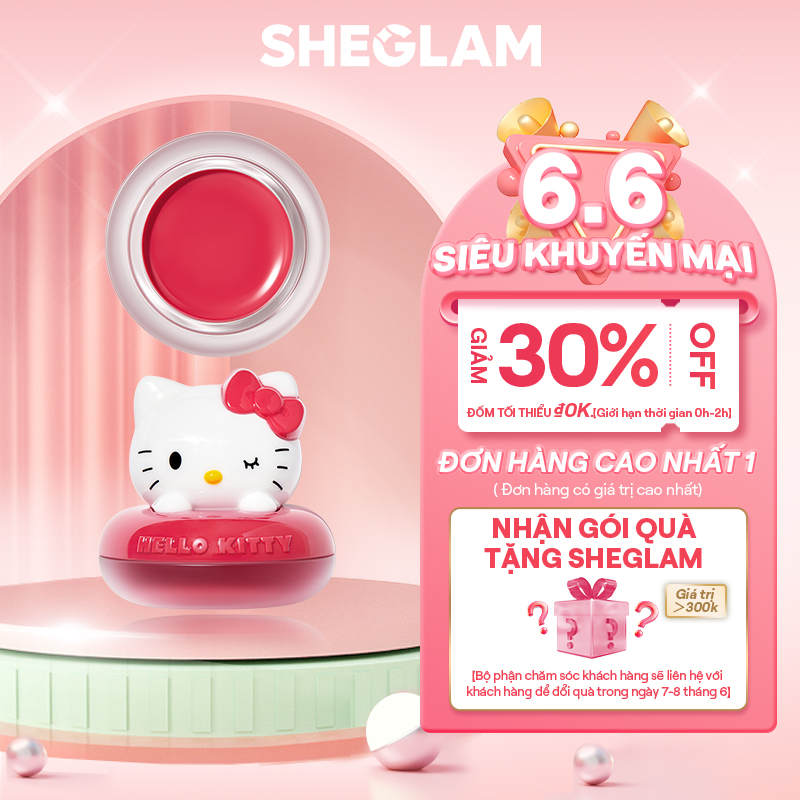 SHEGLAM
6.6
SIÊU KHUYẾN MẠI
GIẢM
30%
OFF
ĐỐM TỐI THIỂU ₫0K.[Giới hạn thời gian 0h-2h]
ĐƠN HÀNG CAO NHẤT 1
( Đơn hàng có giá trị cao nhất)
NHẬN GÓI QUÀ
TẶNG SHEGLAM
Giá trị
>300k
? ? ? ?
[Bộ phận chăm sóc khách hàng sẽ liên hệ với
khách hàng để đổi quà trong ngày 7-8 tháng 6]
HELLO KITTY